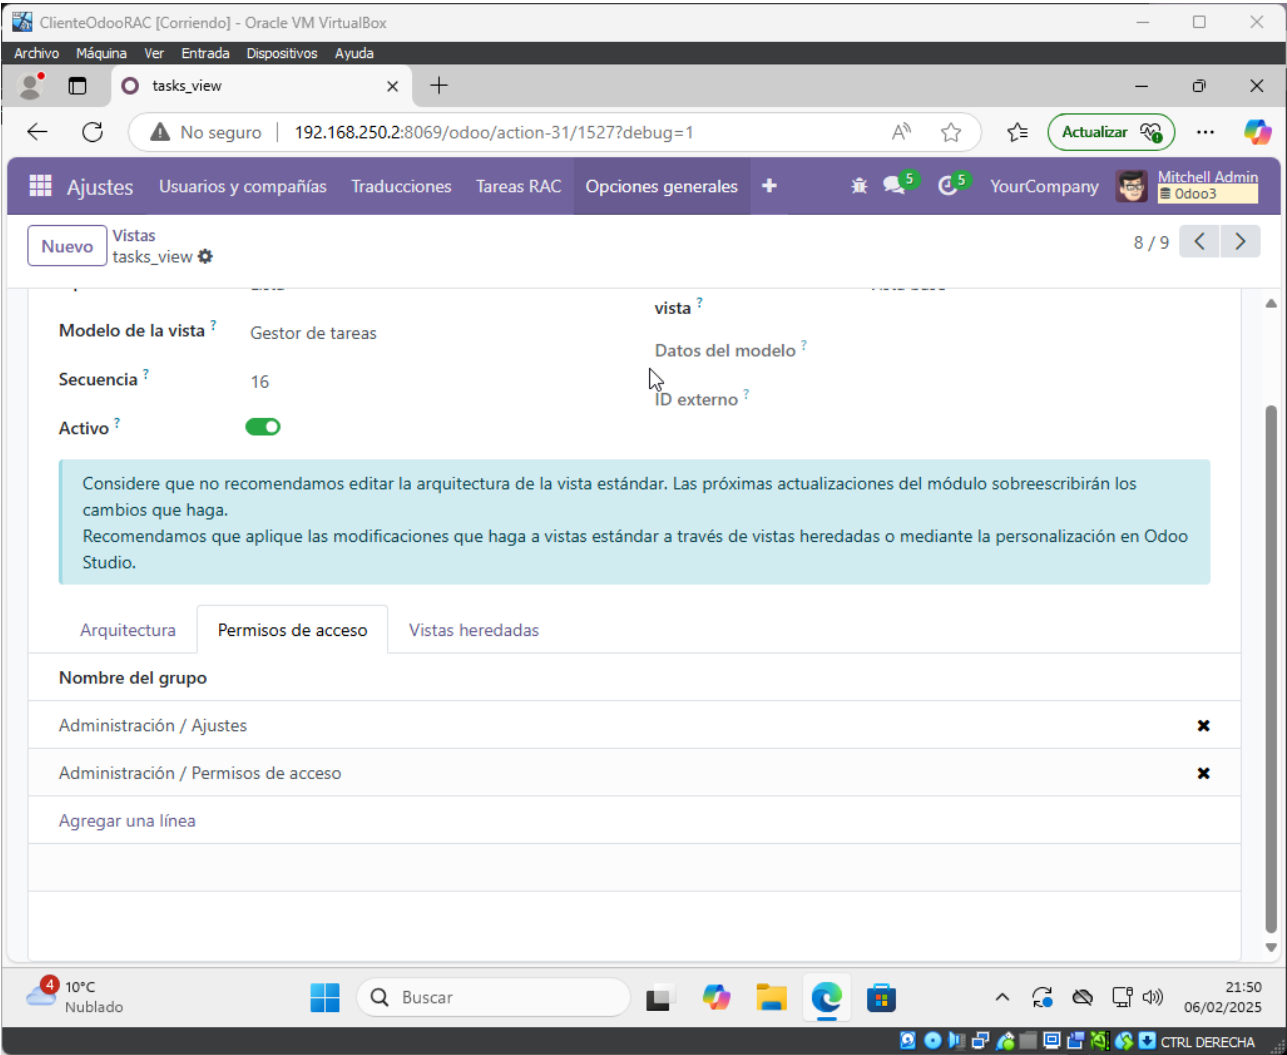 ClienteOdooRAC [Corriendo] - Oracle VM VirtualBox
Archivo Máquina Ver Entrada Dispositivos Ayuda
tasks_view
No seguro 192.168.250.2:8069/odoo/action-31/1527?debug=1 Actualizar
Ajustes Usuarios y compañías Traducciones Tareas RAC Opciones generales 5 5 YourCompany Mitchell Admin
Odoo3
Nuevo Vistas 8 / 9
tasks_view
vista ?
Modelo de la vista ? Gestor de tareas
Datos del modelo ?
Secuencia ? 16
ID externo ?
Activo ?
Considere que no recomendamos editar la arquitectura de la vista estándar. Las próximas actualizaciones del módulo sobreescribirán los
cambios que haga.
Recomendamos que aplique las modificaciones que haga a vistas estándar a través de vistas heredadas o mediante la personalización en Odoo
Studio.
Arquitectura Permisos de acceso Vistas heredadas
Nombre del grupo
Administración / Ajustes
Administración / Permisos de acceso
Agregar una línea
4 10°C
Nublado
Buscar
21:50
06/02/2025
CTRL DERECHA